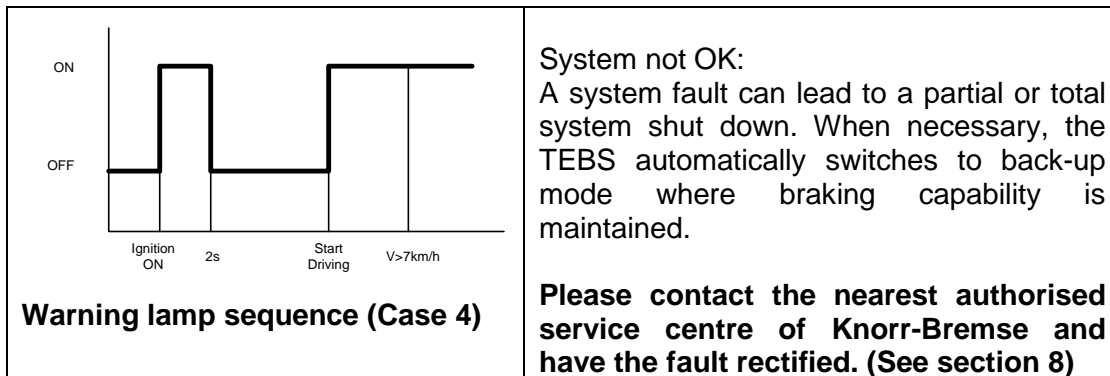 ON
OFF
Ignition
ON
2s
Start
Driving
V>7km/h
Warning lamp sequence (Case 4)
System not OK:
A system fault can lead to a partial or total
system shut down. When necessary, the
TEBS automatically switches to back-up
mode where braking capability is
maintained.
Please contact the nearest authorised
service centre of Knorr-Bremse and
have the fault rectified. (See section 8)